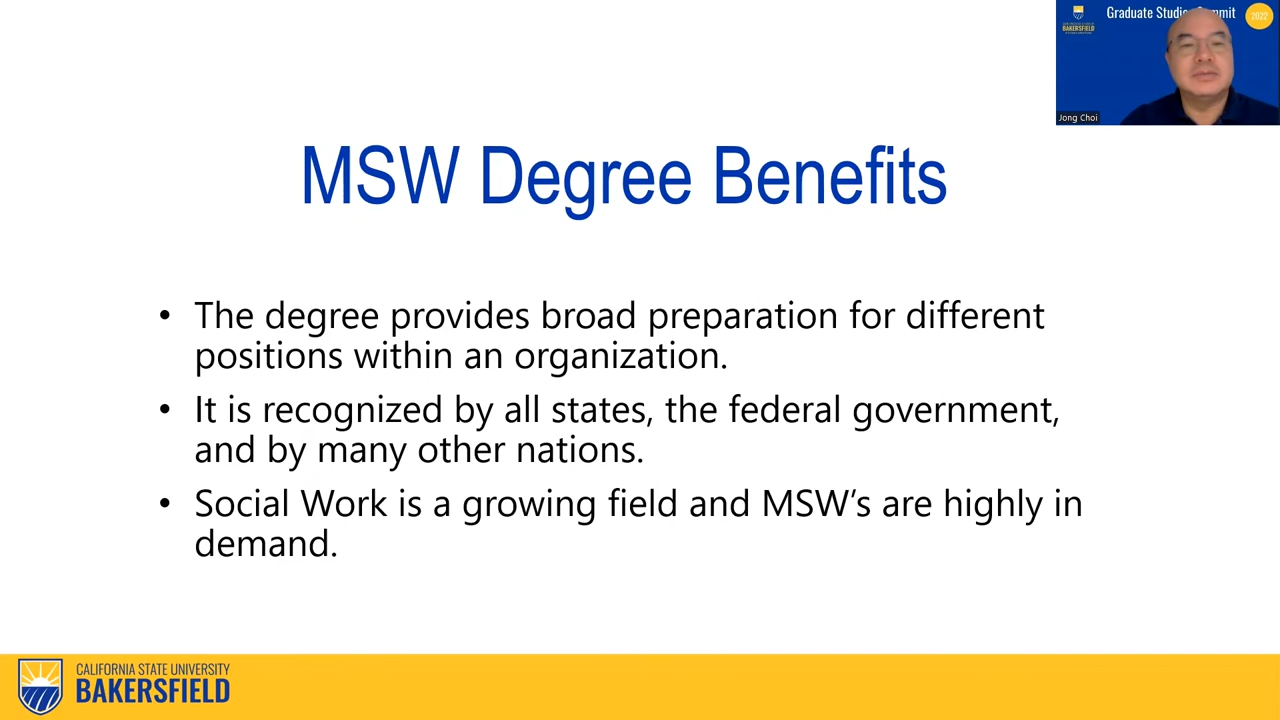 Graduate Studies Summit
2022
BAKERSFIELD
Jong Choi
MSW Degree Benefits
• The degree provides broad preparation for different
positions within an organization.
• It is recognized by all states, the federal government,
and by many other nations.
• Social Work is a growing field and MSW’s are highly in
demand.
CALIFORNIA STATE UNIVERSITY
BAKERSFIELD